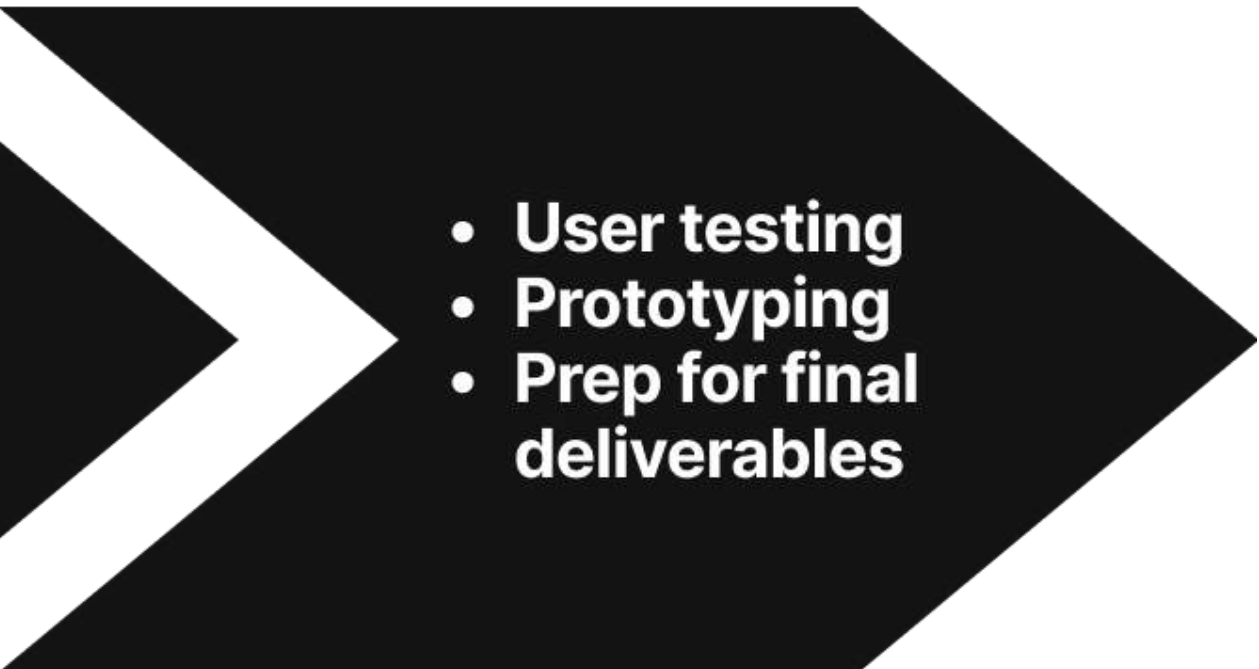 • User testing
• Prototyping
• Prep for final
deliverables